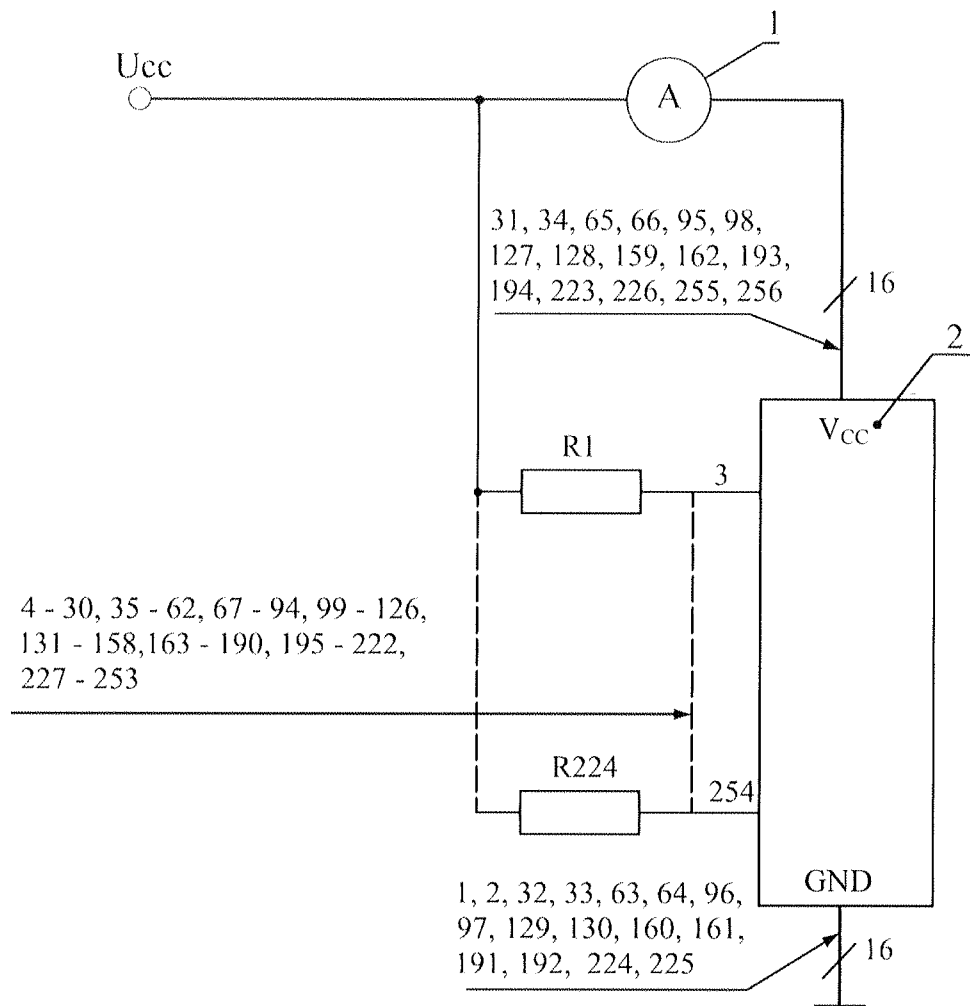 1
Ucc
A
31, 34, 65, 66, 95, 98,
127, 128, 159, 162, 193,
194, 223, 226, 255, 256
16
2
VCC
R1
3
4 - 30, 35 - 62, 67 - 94, 99 - 126,
131 - 158,163 - 190, 195 - 222,
227 - 253
R224
254
GND
1, 2, 32, 33, 63, 64, 96,
97, 129, 130, 160, 161,
191, 192, 224, 225
16